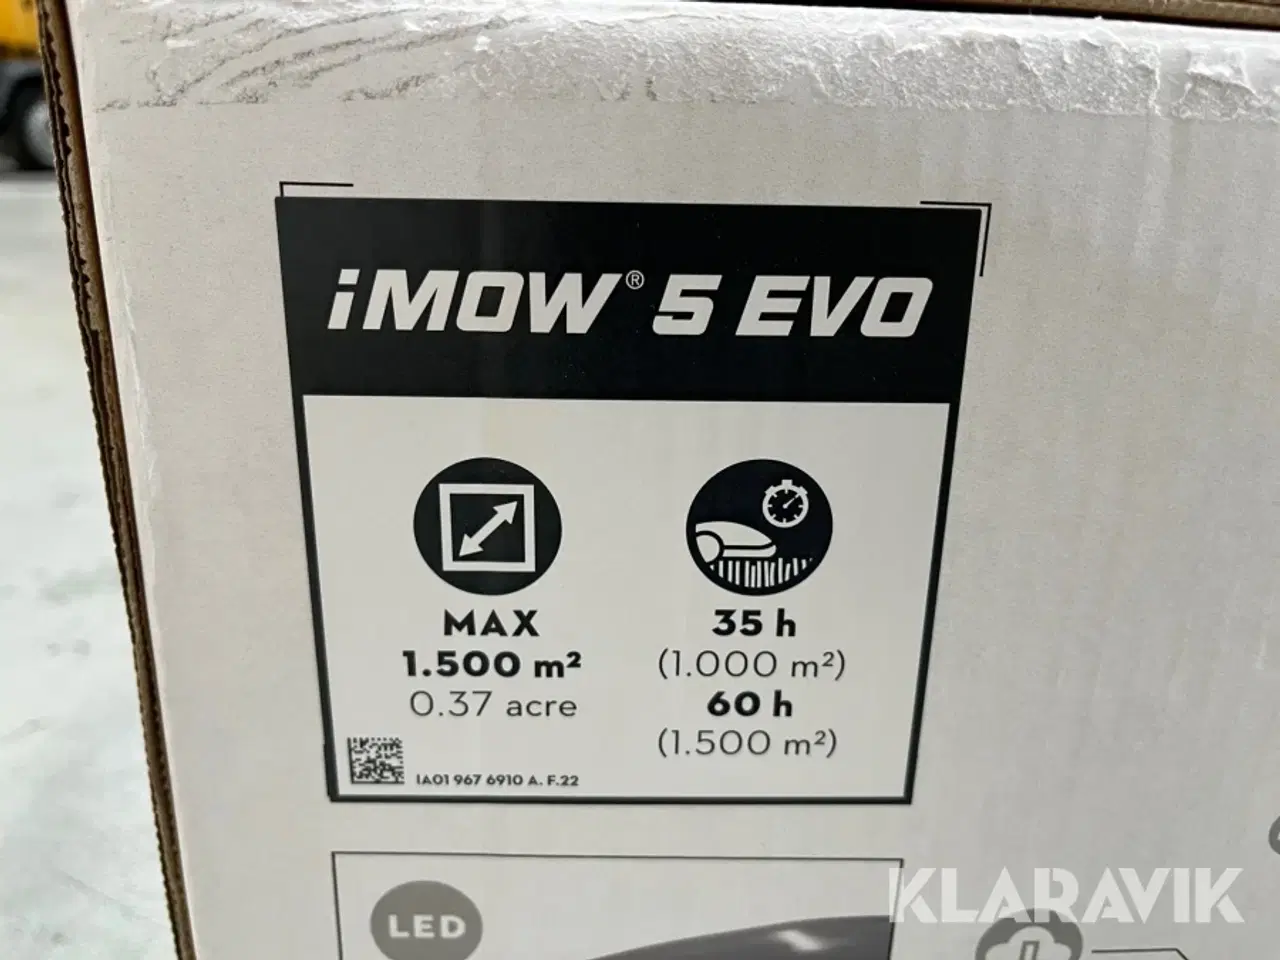 iMOW® 5 EVO
MAX
1.500 m²
0.37 acre
35 h
(1.000 m²)
60 h
(1.500 m²)
IA01 967 6910 A. F.22
LED
KLARAVIK